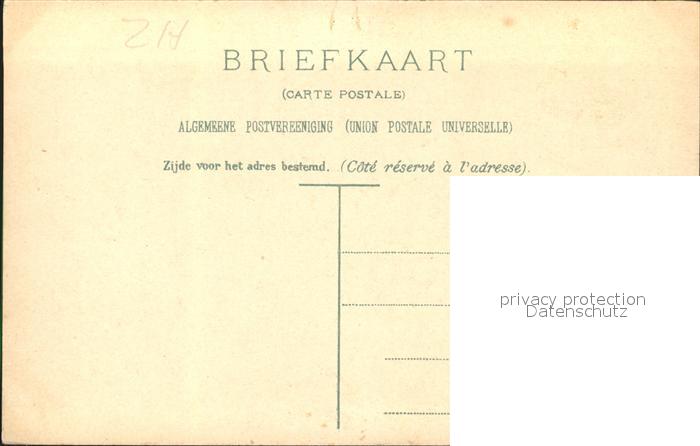 ZH
BRIEFKAART
(CARTE POSTALE)
ALGEMEENE POSTVEREENIGING (UNION POSTALE UNIVERSELLE)
Zijde voor het adres bestemd. (Côté réservé à l'adresse).
privacy protection
Datenschutz